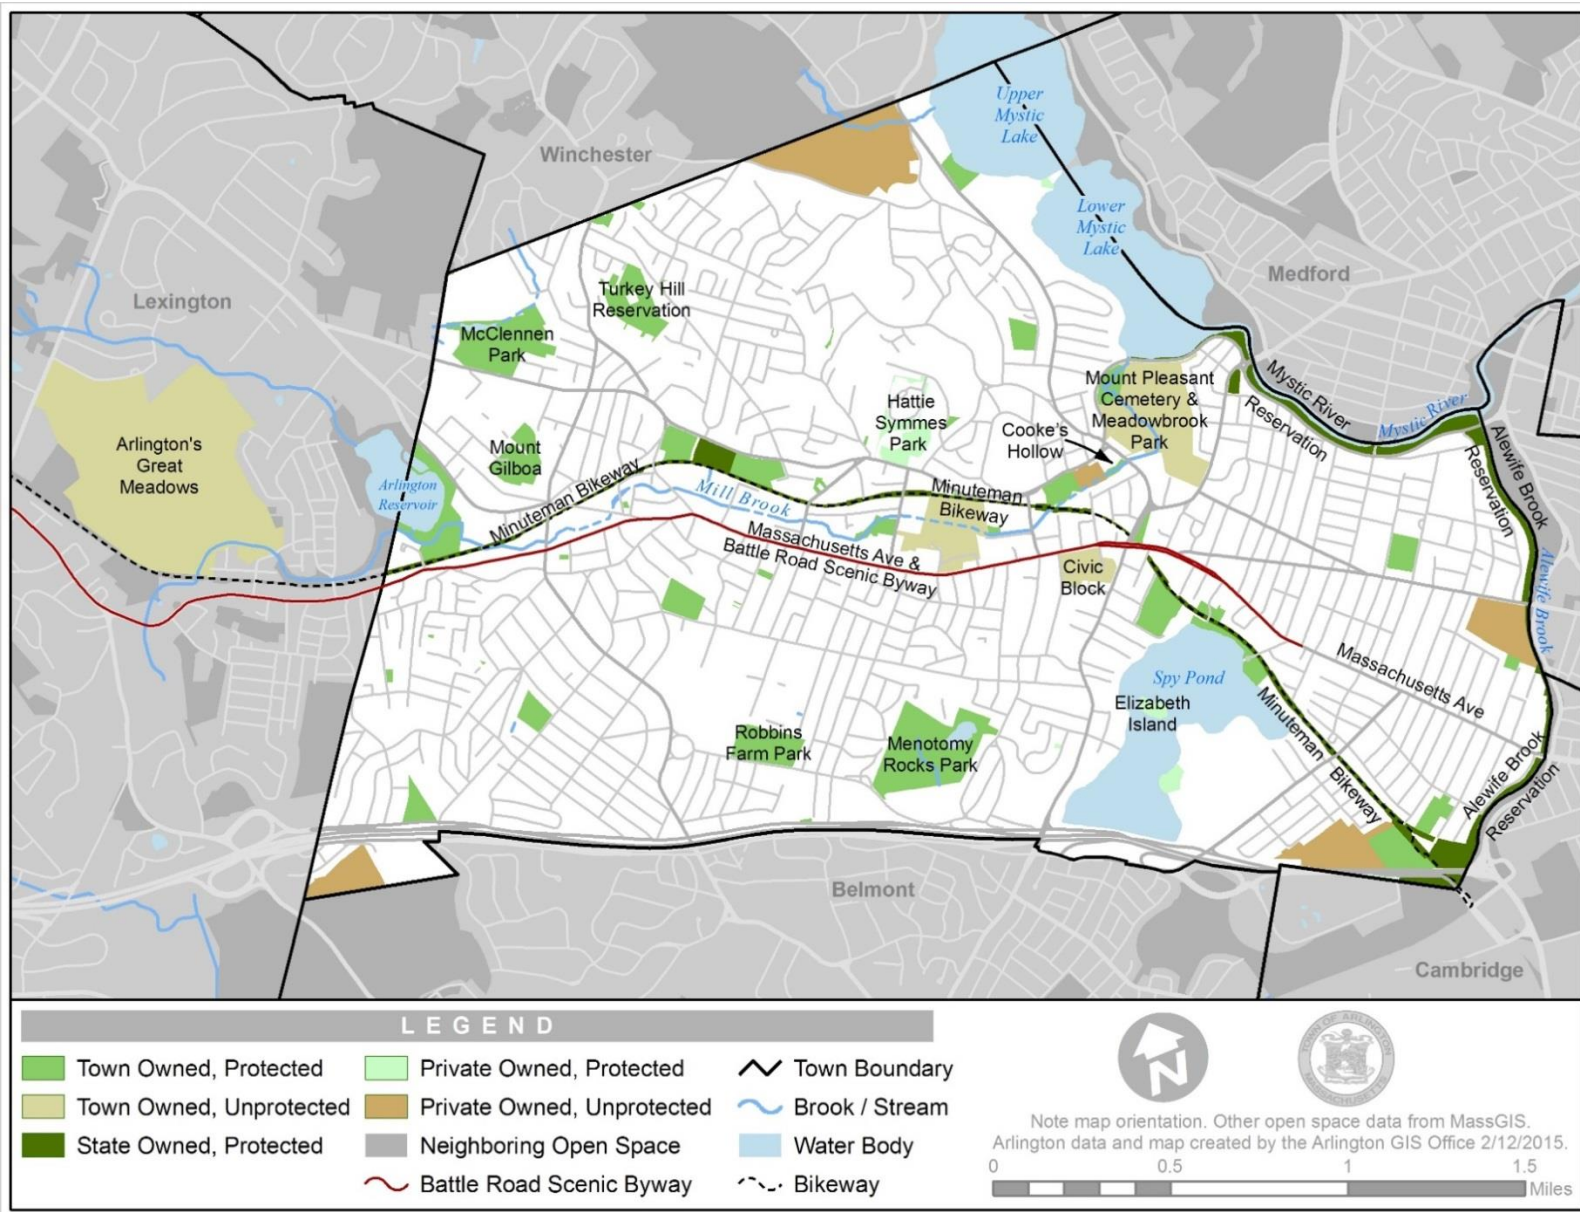 Upper
Mystic
Lake
Winchester
Lower
Mystic
Lake
Medford
Lexington
Turkey Hill
Reservation
McClennen
Park
Mount Pleasant
Cemetery &
Meadowbrook
Park
Mystic River
Reservation
Mystic River
Hattie
Symmes
Park
Cooke's
Hollow
Arlington's
Great
Meadows
Mount
Gilboa
Arlington
Reservoir
Minuteman Bikeway
Mill Brook
Minuteman
Bikeway
Alewife Brook
Reservation
Alewife Brook
Massachusetts Ave &
Battle Road Scenic Byway
Civic
Block
Massachusetts Ave
Spy Pond
Elizabeth
Island
Minuteman Bikeway
Robbins
Farm Park
Menotomy
Rocks Park
Alewife Brook
Reservation
Belmont
Cambridge
LEGEND
Town Owned, Protected
Town Owned, Unprotected
State Owned, Protected
Private Owned, Protected
Private Owned, Unprotected
Neighboring Open Space
Battle Road Scenic Byway
Town Boundary
Brook / Stream
Water Body
Bikeway
N
TOWN OF ARLINGTON
MASSACHUSETTS
Note map orientation. Other open space data from MassGIS.
Arlington data and map created by the Arlington GIS Office 2/12/2015.
0 0.5 1 1.5
Miles